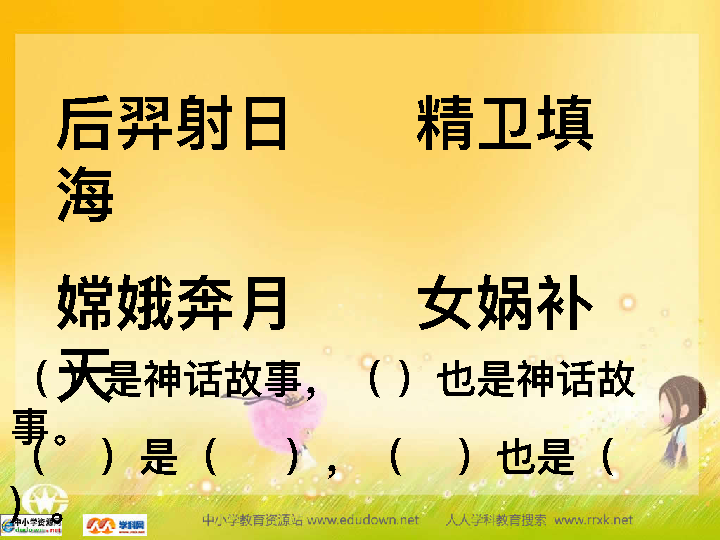 后羿射日 精卫填
海
嫦娥奔月 女娲补
天
（）是神话故事，（）也是神话故
事。
（ ）是（ ），（ ）也是（
）。
中小学资源网 学科网 中小学教育资源站 www.edudown.net 人人学科教育搜索 www.rrxk.net